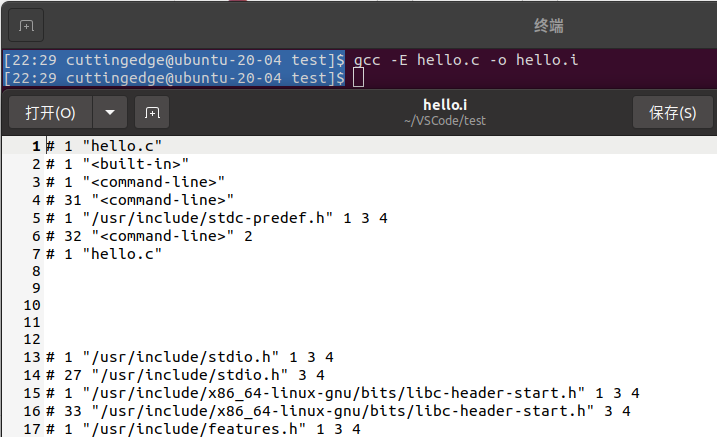 终端
[22:29 cuttingedge@ubuntu-20-04 test]$ gcc -E hello.c -o hello.i
[22:29 cuttingedge@ubuntu-20-04 test]$
打开(O) hello.i 保存(S)
~/VSCode/test
1 # 1 "hello.c"
2 # 1 "<built-in>"
3 # 1 "<command-line>"
4 # 31 "<command-line>"
5 # 1 "/usr/include/stdc-predef.h" 1 3 4
6 # 32 "<command-line>" 2
7 # 1 "hello.c"
8
9
10
11
12
13 # 1 "/usr/include/stdio.h" 1 3 4
14 # 27 "/usr/include/stdio.h" 3 4
15 # 1 "/usr/include/x86_64-linux-gnu/bits/libc-header-start.h" 1 3 4
16 # 33 "/usr/include/x86_64-linux-gnu/bits/libc-header-start.h" 3 4
17 # 1 "/usr/include/features.h" 1 3 4